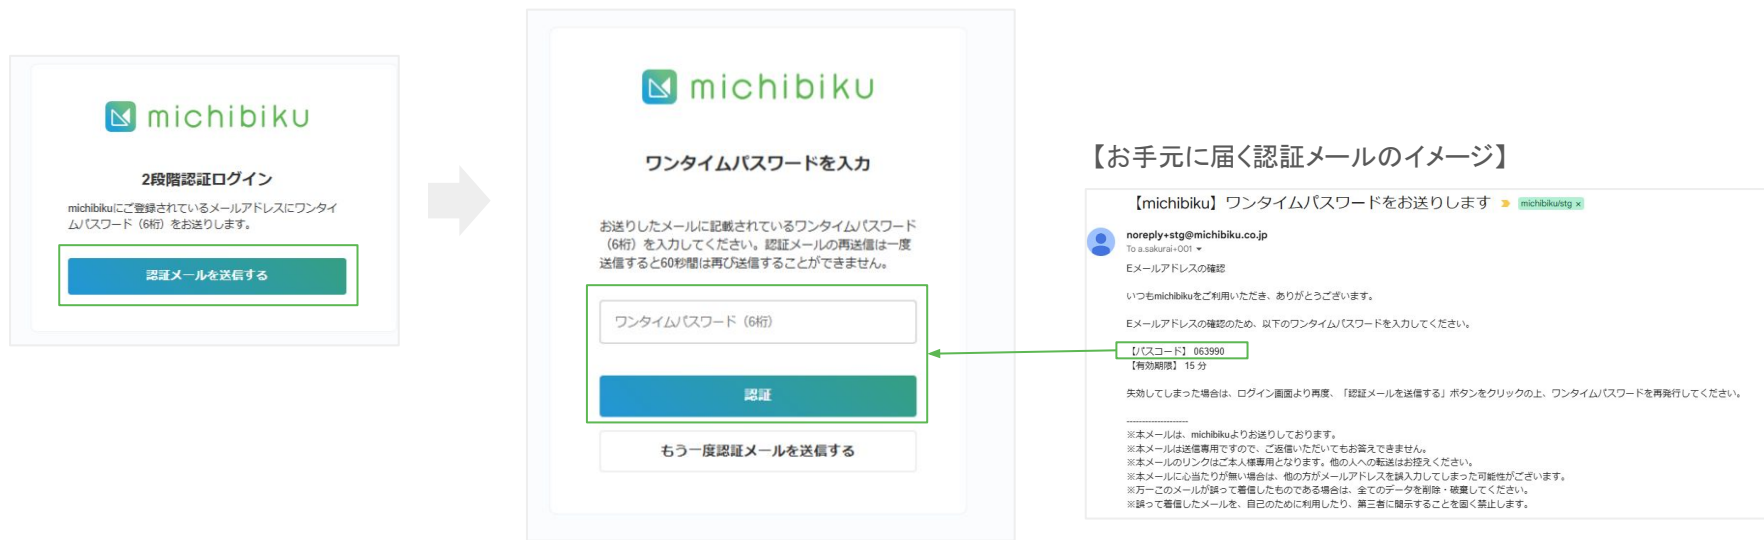 michibiku
2段階認証ログイン
michibikuにご登録されているメールアドレスにワンタイ
ムパスワード（6桁）をお送りします。
認証メールを送信する
michibiku
ワンタイムパスワードを入力
お送りしたメールに記載されているワンタイムパスワード
（6桁）を入力してください。認証メールの再送信は一度
送信すると60秒間は再び送信することができません。
ワンタイムパスワード（6桁）
認証
もう一度認証メールを送信する
【お手元に届く認証メールのイメージ】
【michibiku】ワンタイムパスワードをお送りします michibiku/stg ×
noreply+stg@michibiku.co.jp
To a.sakurai+001
Eメールアドレスの確認
いつもmichibikuをご利用いただき、ありがとうございます。
Eメールアドレスの確認のため、以下のワンタイムパスワードを入力してください。
【パスコード】 063990
【有効期限】 15 分
失効してしまった場合は、ログイン画面より再度、「認証メールを送信する」ボタンをクリックの上、ワンタイムパスワードを再発行してください。
--------------------
※本メールは、michibikuよりお送りしております。
※本メールは送信専用ですので、ご返信いただいてもお答えできません。
※本メールのリンクはご本人様専用となります。他の人への転送はお控えください。
※本メールに心当たりが無い場合は、他の方がメールアドレスを誤入力してしまった可能性がございます。
※万一このメールが誤って着信したものである場合は、全てのデータを削除・破棄してください。
※誤って着信したメールを、自己のために利用したり、第三者に開示することを固く禁止します。